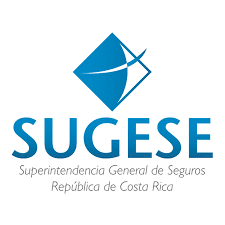 SUGESE
Superintendencia General de Seguros
República de Costa Rica